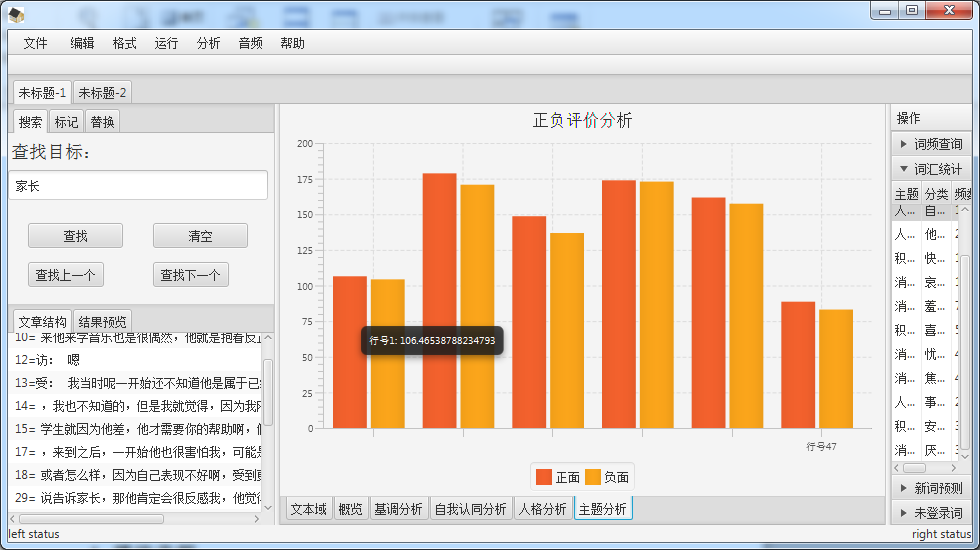 文件 编辑 格式 运行 分析 音频 帮助
未标题-1 未标题-2
搜索 标记 替换
查找目标:
家长
查找 清空
查找上一个 查找下一个
文章结构 结果预览
10= 来他来学音乐也是很偶然，他就是抱着反正
12=访： 嗯
13=受： 我当时呢一开始还不知道他是属于已经
14= ，我也不知道的，但是我就觉得，因为我刚
15= 学生就因为他差，他才需要你的帮助啊，
17= ，来到之后，一开始他也很害怕我，可能是
18= 或者怎么样，因为自己表现不好啊，受到
29= 说告诉家长，那他肯定会很反感我，他觉得
正负评价分析
200
175
150
125
100
75
50
25
0
行号1: 106.46538788234793
行号47
正面 负面
文本域 概览 基调分析 自我认同分析 人格分析 主题分析
操作
词频查询
词汇统计
主题 分类 频数
人... 自... 
人... 他... 2
积... 快... 1
消... 哀... 1
消... 羞... 7
积... 喜... 5
消... 忧... 4
消... 焦... 4
人... 事... 2
积... 安... 3
消... 厌... 3
新词预测
未登录词
left status
right status